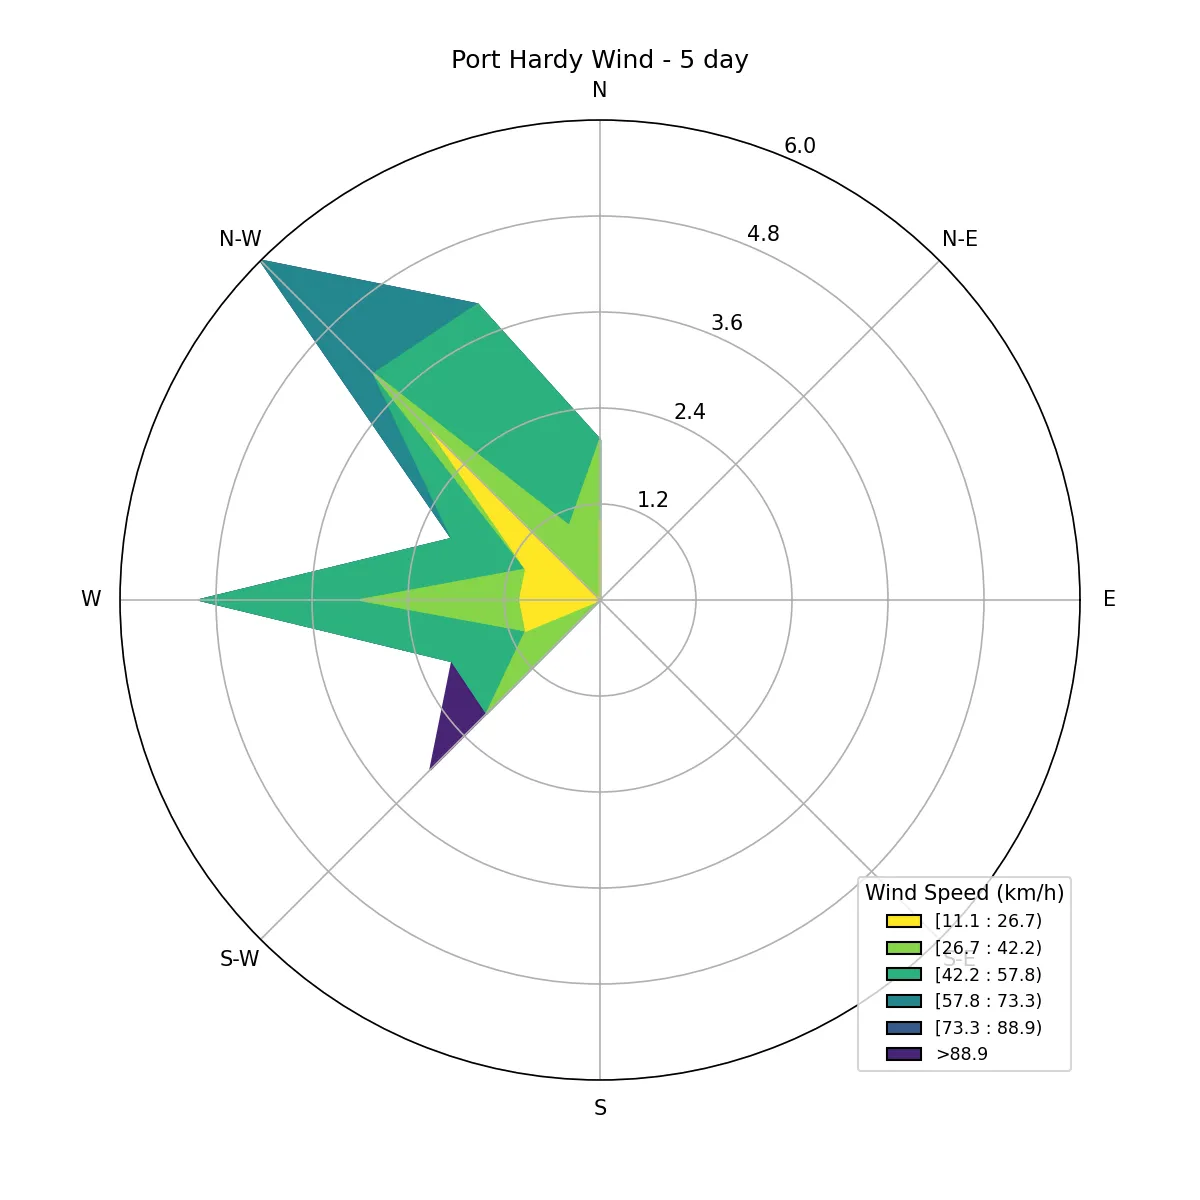 Port Hardy Wind - 5 day
N
6.0
N-W
N-E
4.8
3.6
2.4
1.2
W
E
S-W
S-E
S
Wind Speed (km/h)
[11.1 : 26.7)
[26.7 : 42.2)
[42.2 : 57.8)
[57.8 : 73.3)
[73.3 : 88.9)
>88.9